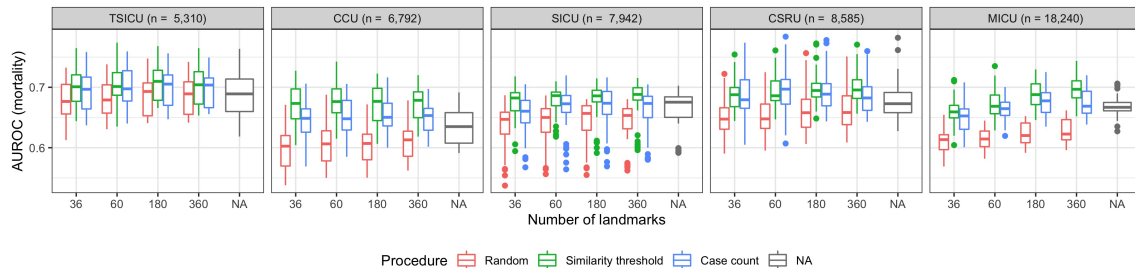 TSICU (n = 5,310)
CCU (n = 6,792)
SICU (n = 7,942)
CSRU (n = 8,585)
MICU (n = 18,240)
AUROC (mortality)
0.7
0.6
36 60 180 360 NA
36 60 180 360 NA
36 60 180 360 NA
36 60 180 360 NA
36 60 180 360 NA
Number of landmarks
Procedure Random Similarity threshold Case count NA